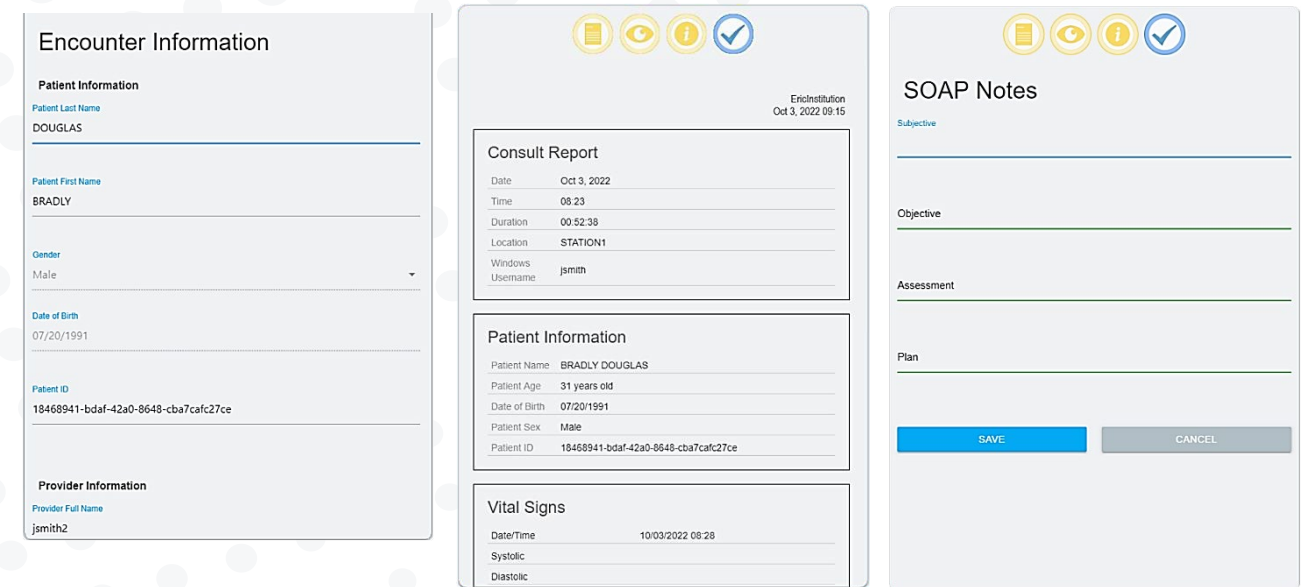 Encounter Information
Patient Information
Patient Last Name
DOUGLAS
Patient First Name
BRADLY
Gender
Male
Date of Birth
07/20/1991
Patient ID
18468941-bdaf-42a0-8648-cba7cafc27ce
Provider Information
Provider Full Name
jsmith2
EricInstitution
Oct 3, 2022 09:15
Consult Report
Date Oct 3, 2022
Time 08:23
Duration 00:52:38
Location STATION1
Windows
Username jsmith
Patient Information
Patient Name BRADLY DOUGLAS
Patient Age 31 years old
Date of Birth 07/20/1991
Patient Sex Male
Patient ID 18468941-bdaf-42a0-8648-cba7cafc27ce
Vital Signs
Date/Time 10/03/2022 08:28
Systolic
Diastolic
SOAP Notes
Subjective
Objective
Assessment
Plan
SAVE CANCEL